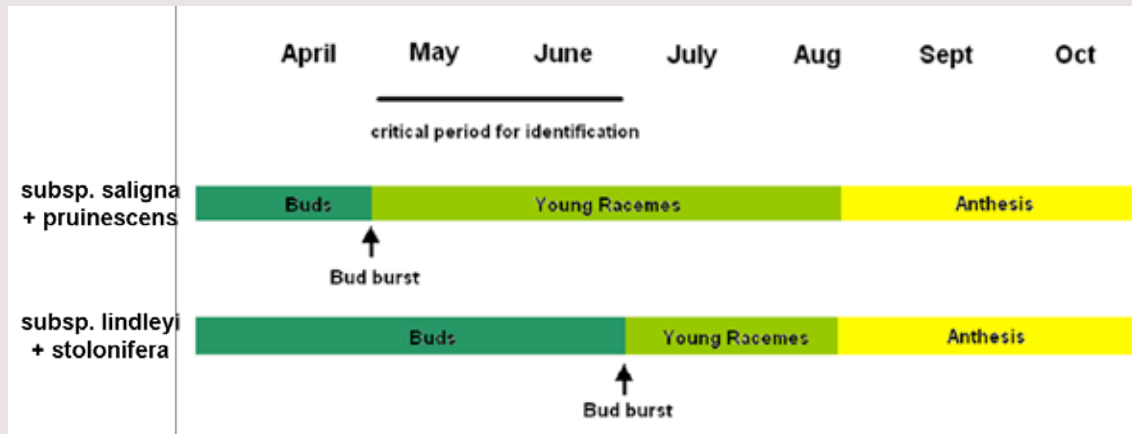 April May June July Aug Sept Oct
critical period for identification
subsp. saligna
+ pruinescens
Buds Young Racemes Anthesis
Bud burst
subsp. lindleyi
+ stolonifera
Buds Young Racemes Anthesis
Bud burst